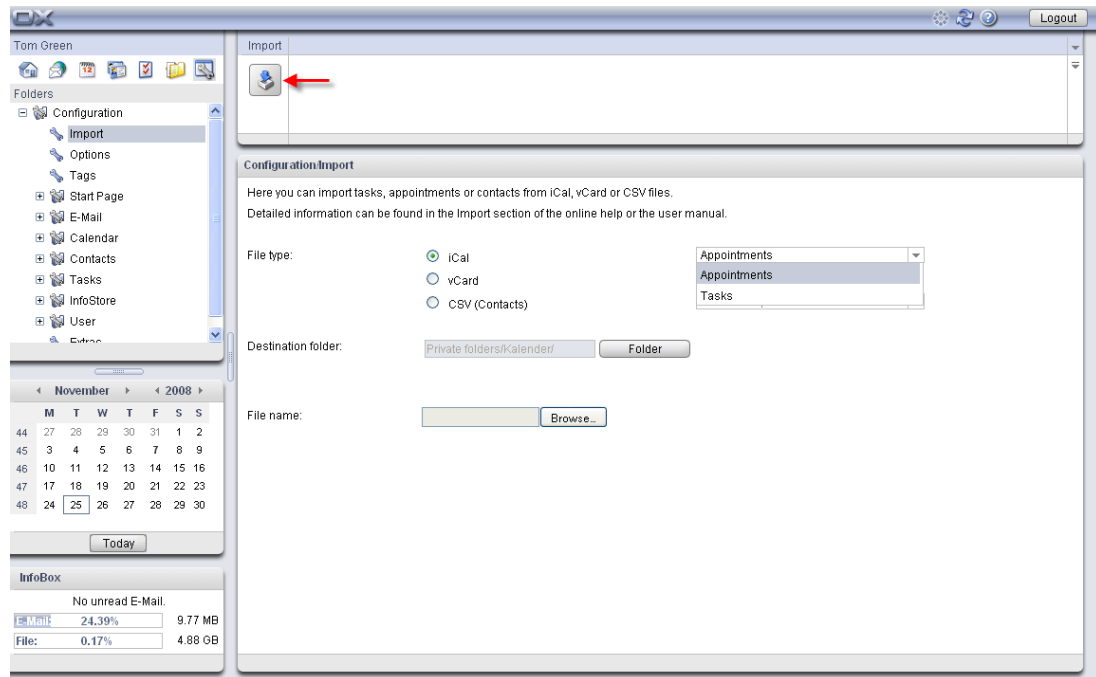 OX
Logout
Tom Green
12
Folders
Configuration
Import
Options
Tags
Start Page
E-Mail
Calendar
Contacts
Tasks
InfoStore
User
Extras
November 2008
M T W T F S S
44 27 28 29 30 31 1 2
45 3 4 5 6 7 8 9
46 10 11 12 13 14 15 16
47 17 18 19 20 21 22 23
48 24 25 26 27 28 29 30
Today
InfoBox
No unread E-Mail.
E-Mail: 24.39% 9.77 MB
File: 0.17% 4.88 GB
Import
Configuration/Import
Here you can import tasks, appointments or contacts from iCal, vCard or CSV files.
Detailed information can be found in the Import section of the online help or the user manual.
File type:
iCal
vCard
CSV (Contacts)
Appointments
Appointments
Tasks
Destination folder: Private folders/Kalender/ Folder
File name: Browse...